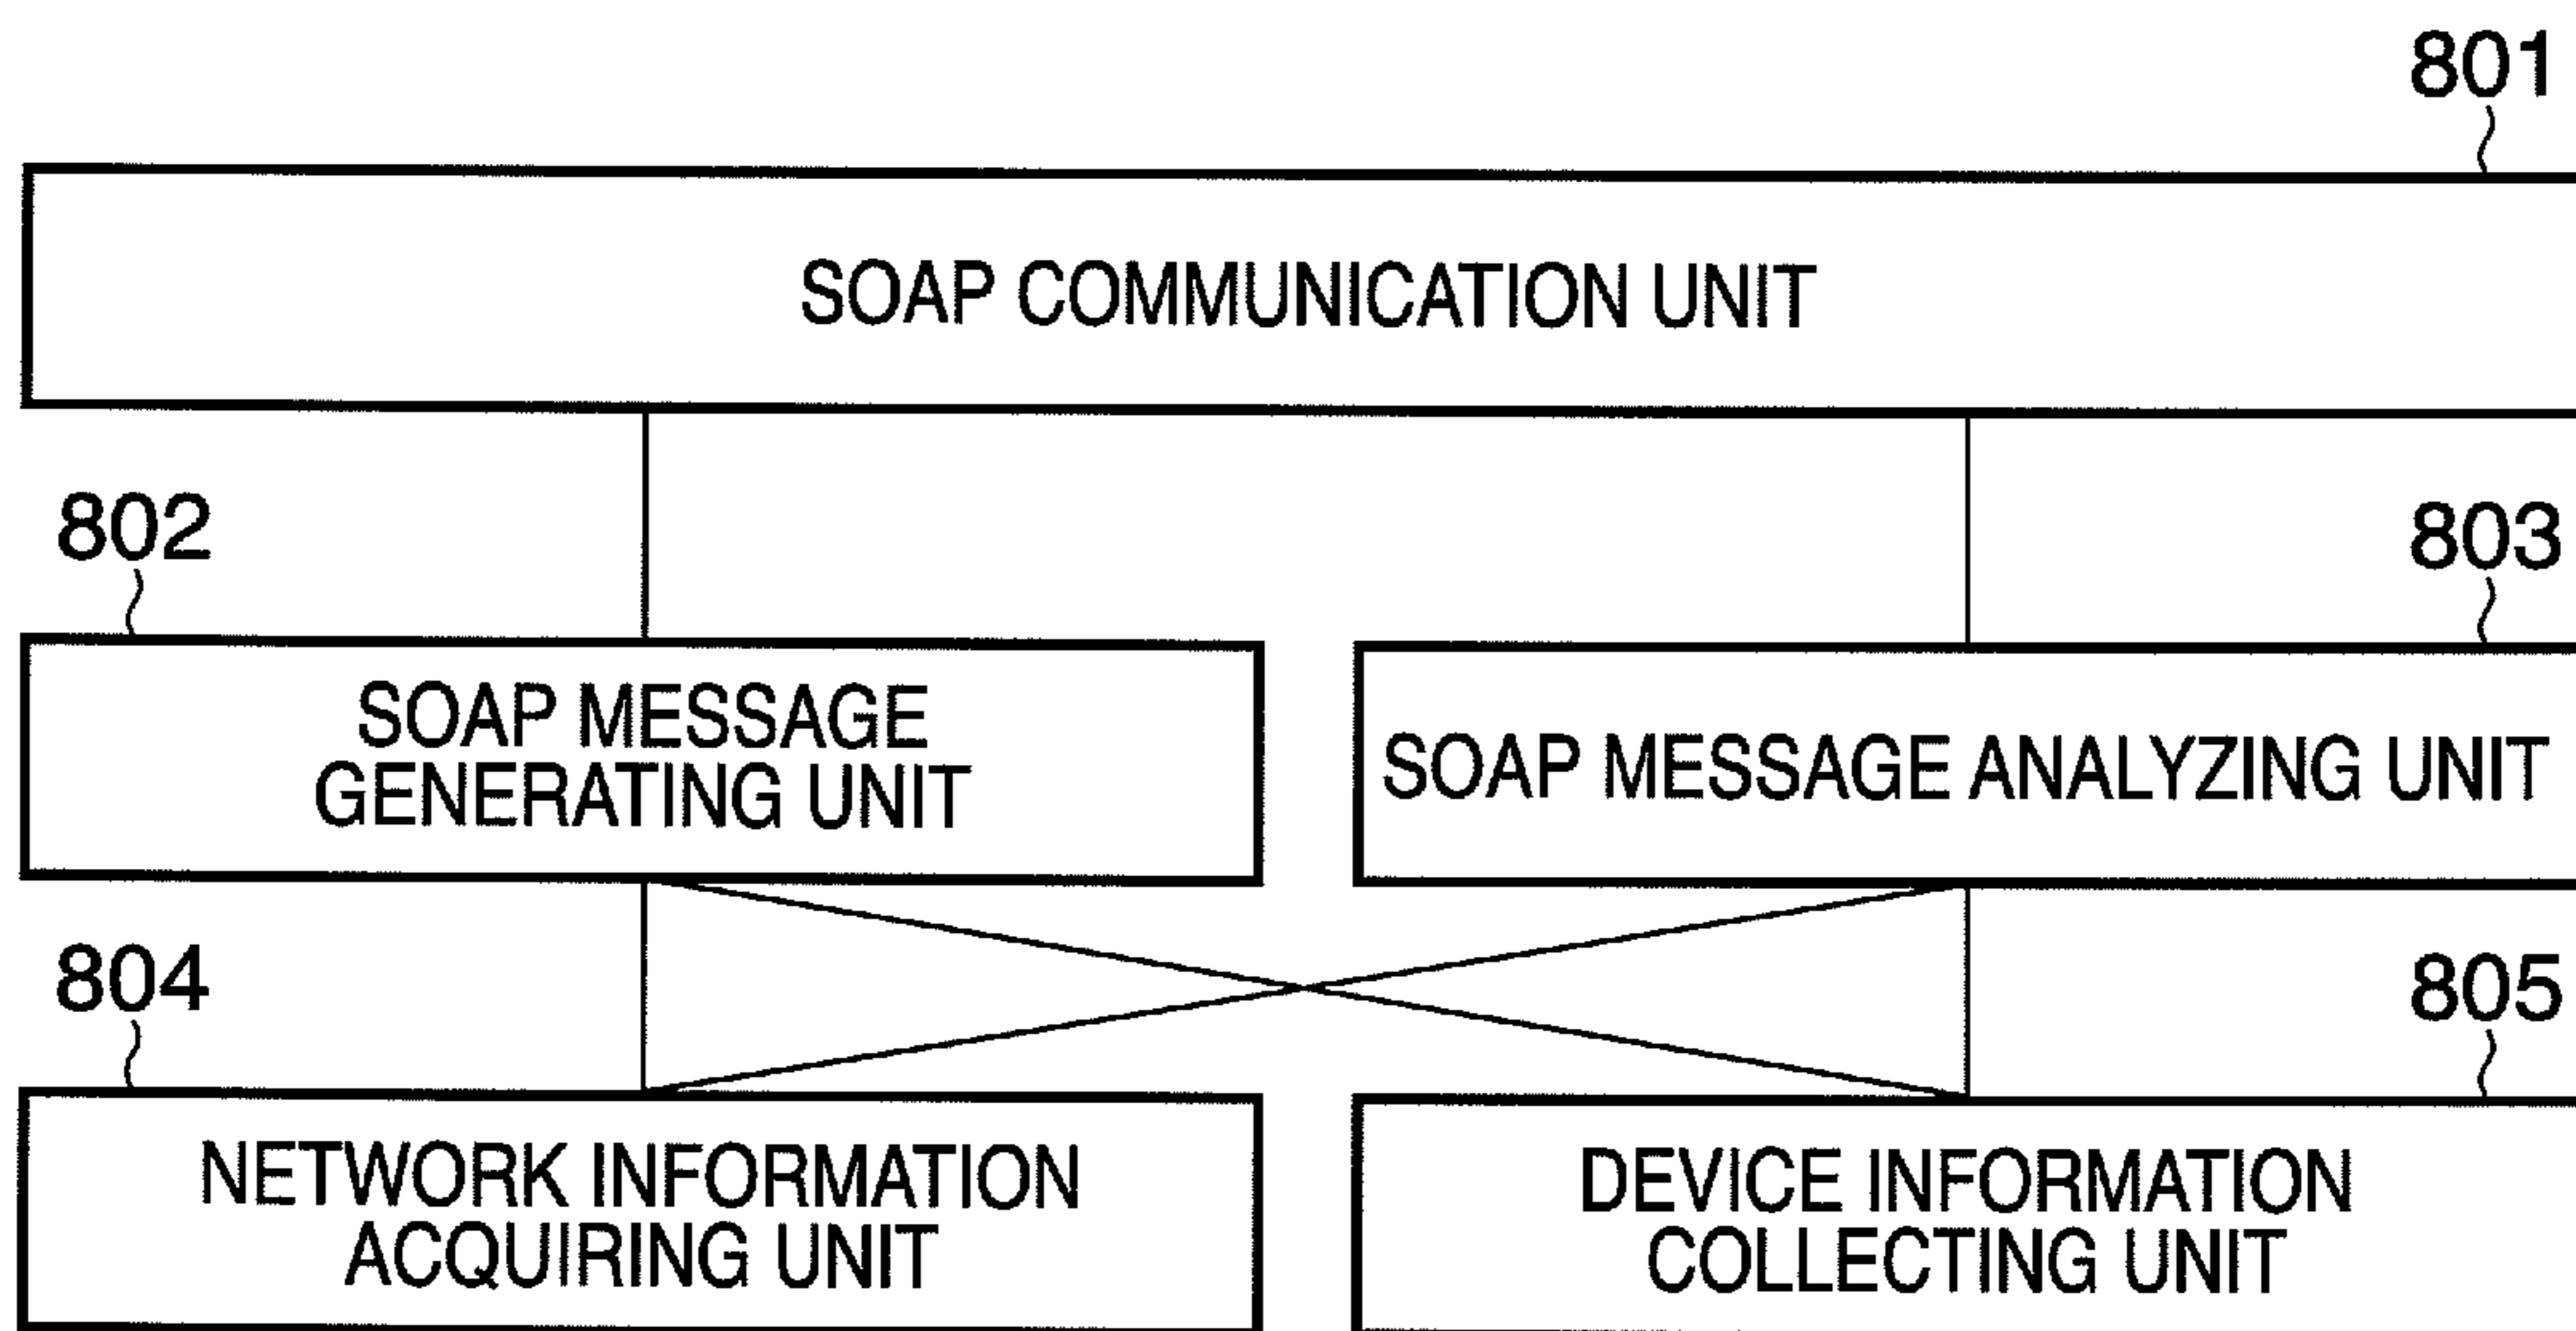 801
SOAP COMMUNICATION UNIT
802
803
SOAP MESSAGE
GENERATING UNIT
SOAP MESSAGE ANALYZING UNIT
804
805
NETWORK INFORMATION
ACQUIRING UNIT
DEVICE INFORMATION
COLLECTING UNIT